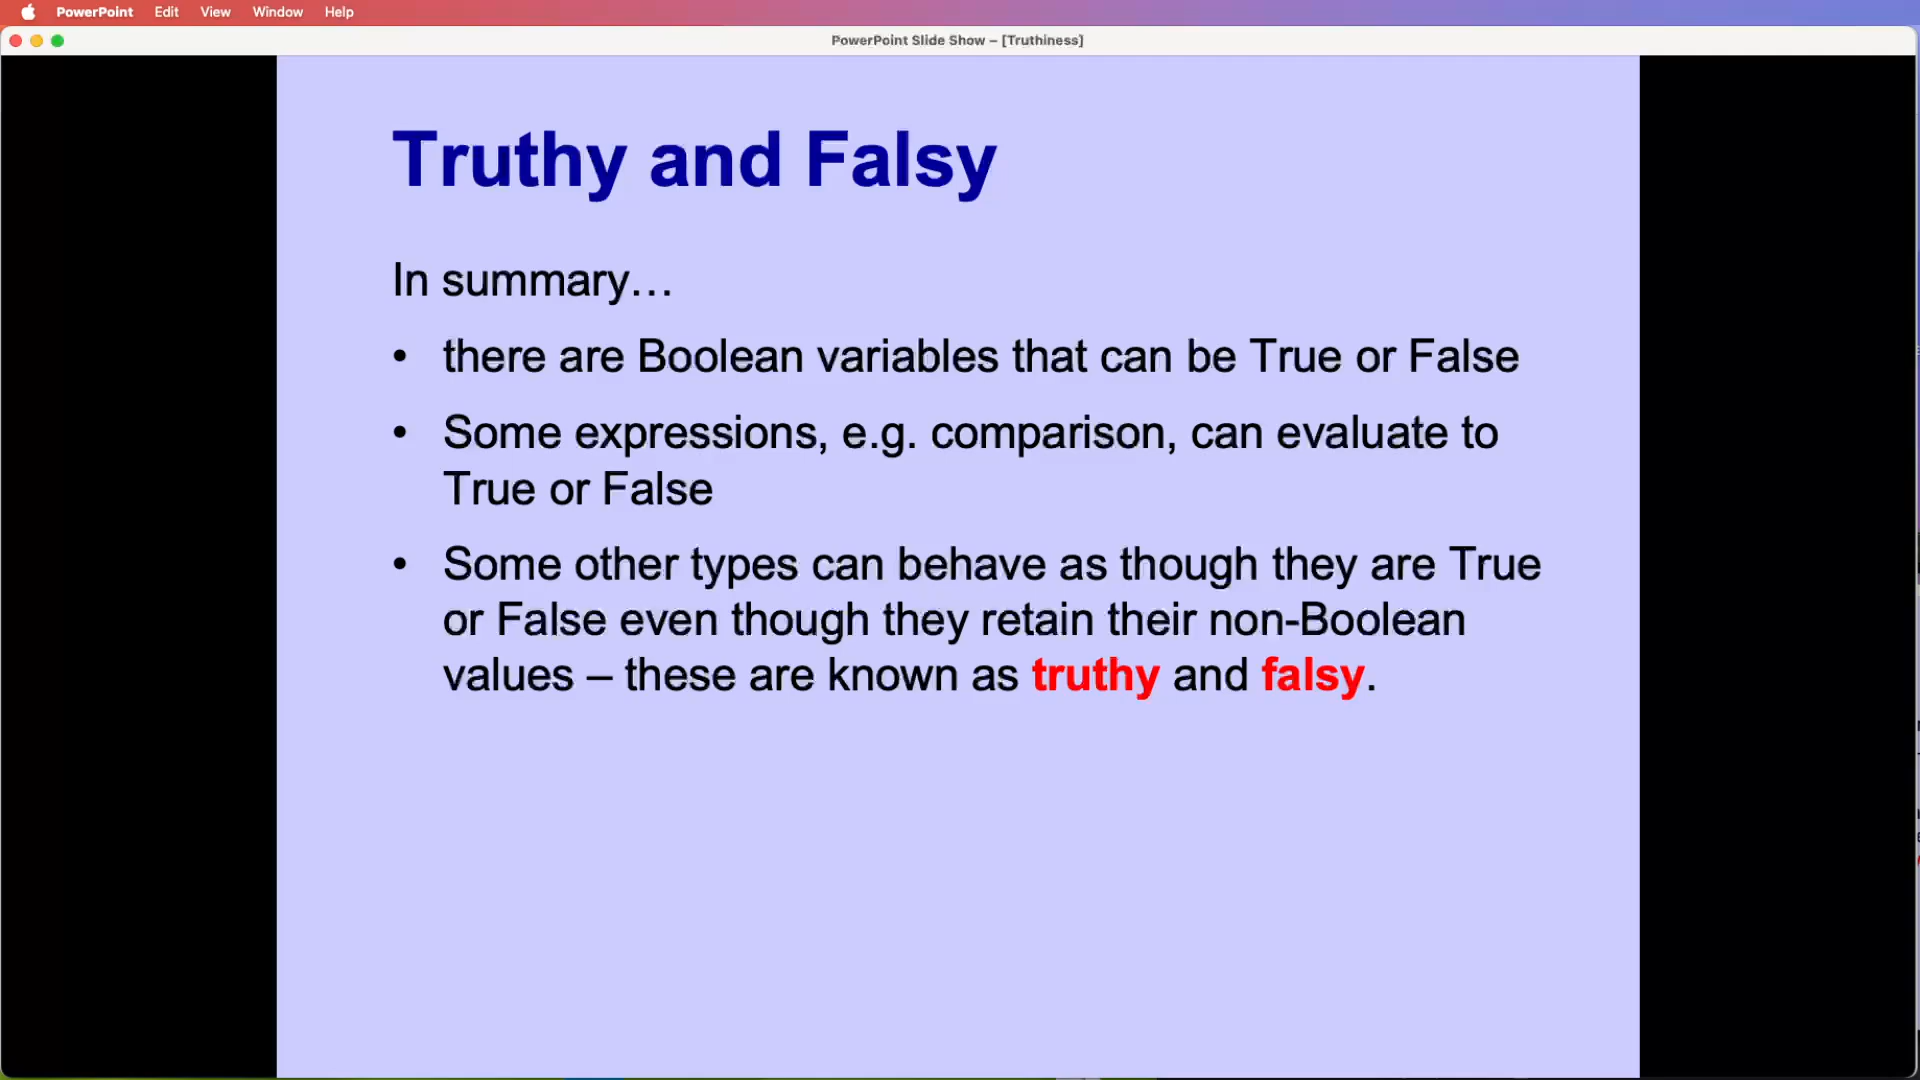 PowerPoint Edit View Window Help
PowerPoint Slide Show – [Truthiness]
Truthy and Falsy
In summary…
• there are Boolean variables that can be True or False
• Some expressions, e.g. comparison, can evaluate to
True or False
• Some other types can behave as though they are True
or False even though they retain their non-Boolean
values – these are known as truthy and falsy.